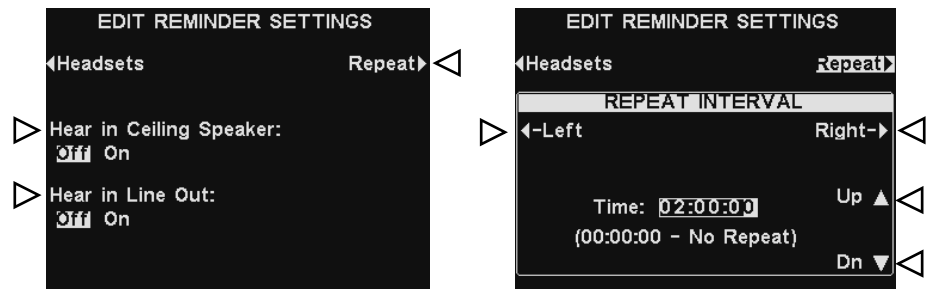 EDIT REMINDER SETTINGS
◀Headsets Repeat▶
Hear in Ceiling Speaker:
Off On
Hear in Line Out:
Off On
EDIT REMINDER SETTINGS
◀Headsets Repeat▶
REPEAT INTERVAL
◀-Left Right-▶
Up ▲
Time: 02:00:00
(00:00:00 - No Repeat)
Dn ▼